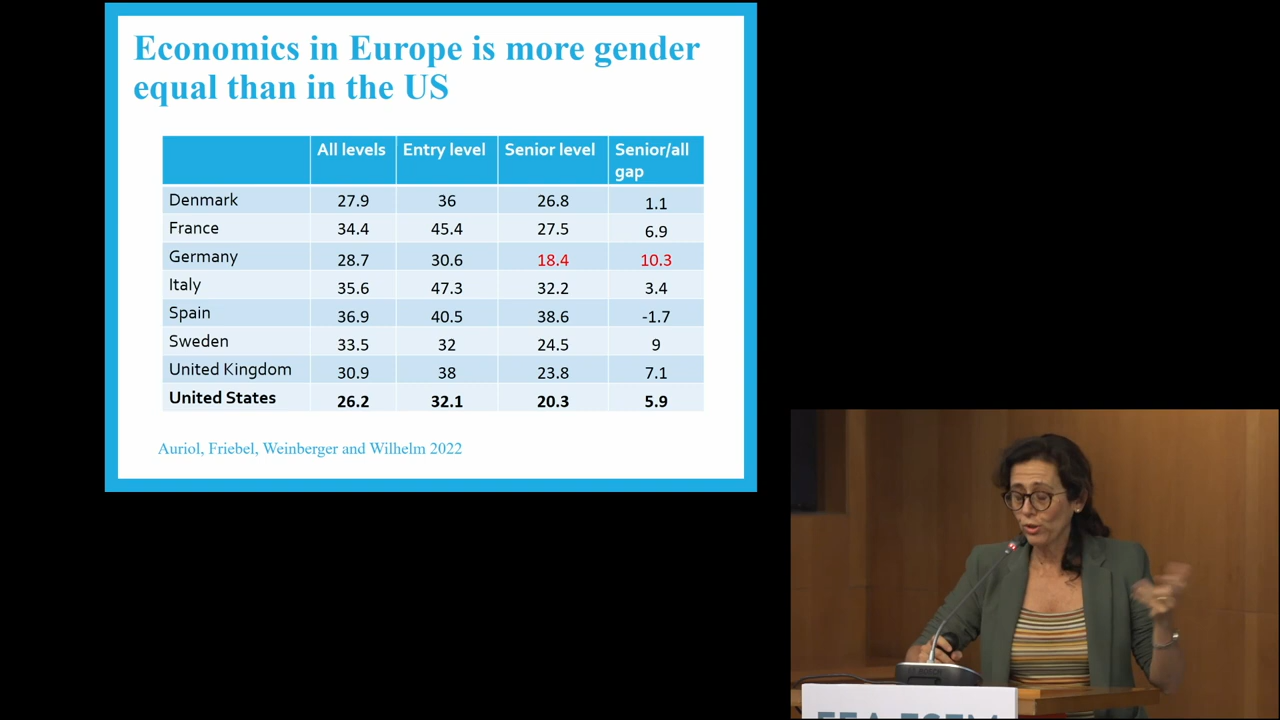 Economics in Europe is more gender
equal than in the US
All levels Entry level Senior level Senior/all
gap
Denmark 27.9 36 26.8 1.1
France 34.4 45.4 27.5 6.9
Germany 28.7 30.6 18.4 10.3
Italy 35.6 47.3 32.2 3.4
Spain 36.9 40.5 38.6 -1.7
Sweden 33.5 32 24.5 9
United Kingdom 30.9 38 23.8 7.1
United States 26.2 32.1 20.3 5.9
Auriol, Friebel, Weinberger and Wilhelm 2022